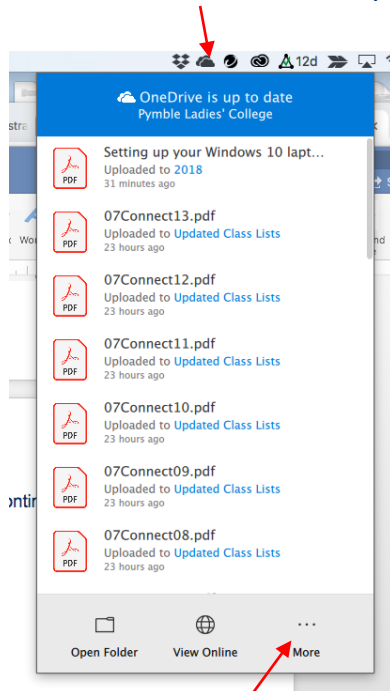 12d
OneDrive is up to date
Pymble Ladies' College
stra
Setting up your Windows 10 lapt...
Uploaded to 2018
31 minutes ago
PDF
07Connect13.pdf
Uploaded to Updated Class Lists
23 hours ago
PDF
Wo
07Connect12.pdf
Uploaded to Updated Class Lists
23 hours ago
PDF
07Connect11.pdf
Uploaded to Updated Class Lists
23 hours ago
PDF
07Connect10.pdf
Uploaded to Updated Class Lists
23 hours ago
PDF
ontin
07Connect09.pdf
Uploaded to Updated Class Lists
23 hours ago
PDF
07Connect08.pdf
Uploaded to Updated Class Lists
23 hours ago
PDF
Open Folder View Online More